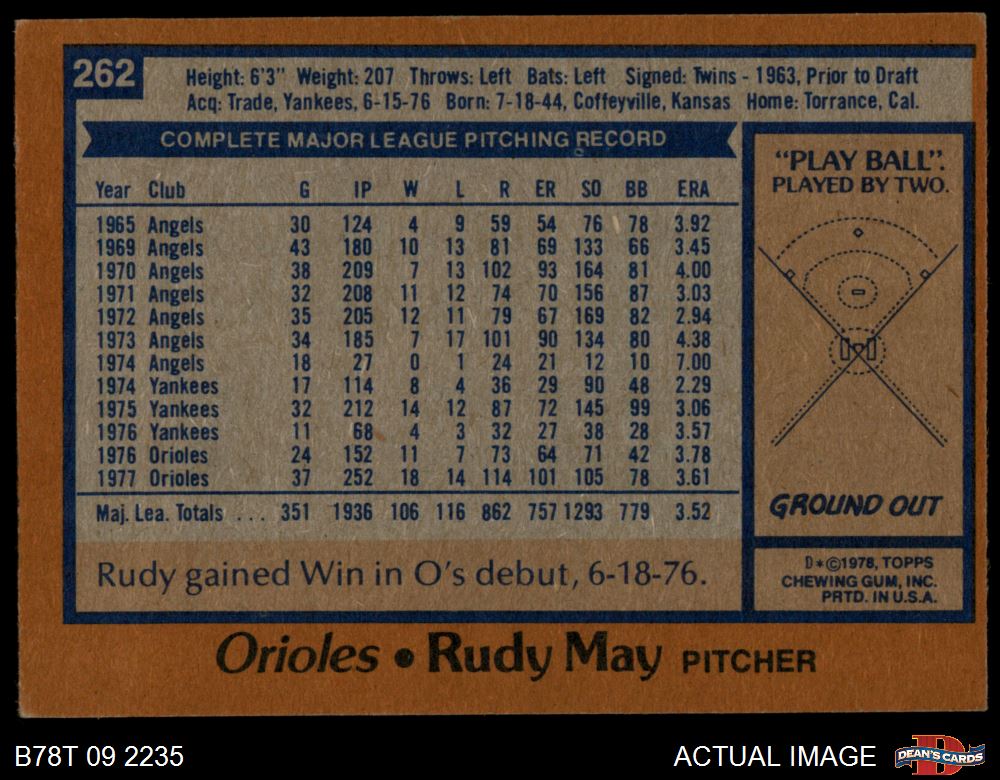 262
Height: 6'3" Weight: 207 Throws: Left Bats: Left Signed: Twins - 1963, Prior to Draft
Acq: Trade, Yankees, 6-15-76 Born: 7-18-44, Coffeyville, Kansas Home: Torrance, Cal.
COMPLETE MAJOR LEAGUE PITCHING RECORD
Year Club G IP W L R ER SO BB ERA
1965 Angels 30 124 4 9 59 54 76 78 3.92
1969 Angels 43 180 10 13 81 69 133 66 3.45
1970 Angels 38 209 7 13 102 93 164 81 4.00
1971 Angels 32 208 11 12 74 70 156 87 3.03
1972 Angels 35 205 12 11 79 67 169 82 2.94
1973 Angels 34 185 7 17 101 90 134 80 4.38
1974 Angels 18 27 0 1 24 21 12 10 7.00
1974 Yankees 17 114 8 4 36 29 90 48 2.29
1975 Yankees 32 212 14 12 87 72 145 99 3.06
1976 Yankees 11 68 4 3 32 27 38 28 3.57
1976 Orioles 24 152 11 7 73 64 71 42 3.78
1977 Orioles 37 252 18 14 114 101 105 78 3.61
Maj. Lea. Totals ... 351 1936 106 116 862 757 1293 779 3.52
Rudy gained Win in O's debut, 6-18-76.
"PLAY BALL".
PLAYED BY TWO.
GROUND OUT
D*©1978, TOPPS
CHEWING GUM, INC.
PRTD. IN U.S.A.
Orioles • Rudy May PITCHER
B78T 09 2235
ACTUAL IMAGE
D
DEAN'S CARDS